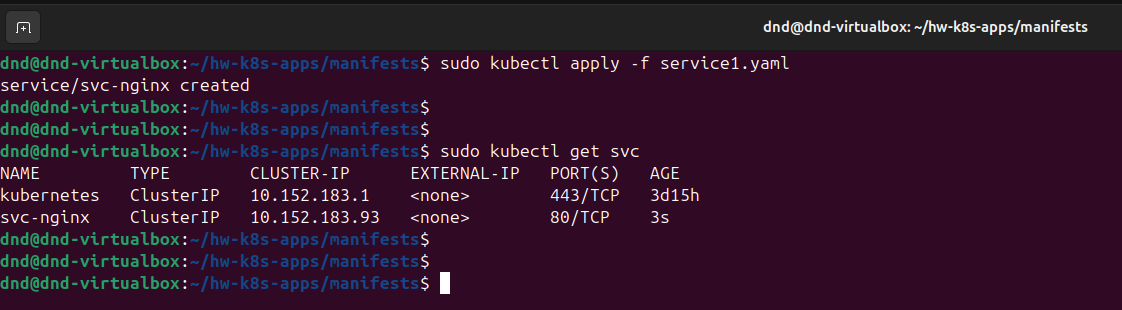 dnd@dnd-virtualbox: ~/hw-k8s-apps/manifests
dnd@dnd-virtualbox:~/hw-k8s-apps/manifests$ sudo kubectl apply -f service1.yaml
service/svc-nginx created
dnd@dnd-virtualbox:~/hw-k8s-apps/manifests$
dnd@dnd-virtualbox:~/hw-k8s-apps/manifests$
dnd@dnd-virtualbox:~/hw-k8s-apps/manifests$ sudo kubectl get svc
NAME         TYPE        CLUSTER-IP      EXTERNAL-IP   PORT(S)   AGE
kubernetes   ClusterIP   10.152.183.1    <none>        443/TCP   3d15h
svc-nginx    ClusterIP   10.152.183.93   <none>        80/TCP    3s
dnd@dnd-virtualbox:~/hw-k8s-apps/manifests$
dnd@dnd-virtualbox:~/hw-k8s-apps/manifests$
dnd@dnd-virtualbox:~/hw-k8s-apps/manifests$